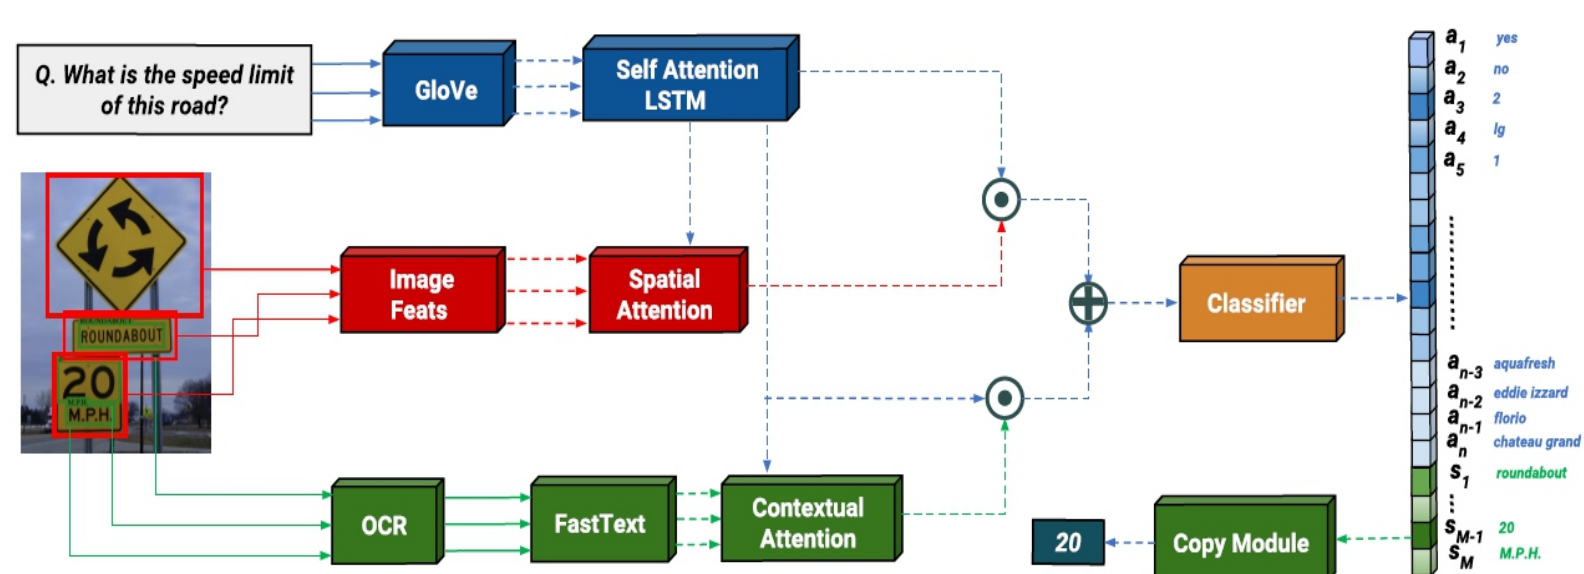 Q. What is the speed limit
of this road?
GloVe
Self Attention
LSTM
ROUNDABOUT
ROUNDABOUT
20
M.P.H.
M.P.H.
Image
Feats
Spatial
Attention
OCR
FastText
Contextual
Attention
Classifier
Copy Module
20
a1 yes
a2 no
a3 2
a4 lg
a5 1
an-3 aquafresh
an-2 eddie izzard
an-1 florio
an chateau grand
s1 roundabout
sM-1 20
sM M.P.H.